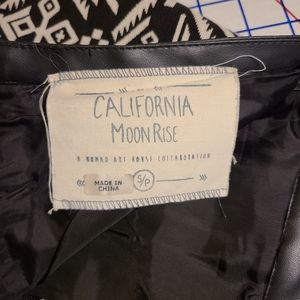 CALIFORNIA
MOONRISE
A NOMAD ART HOUSE COLLABORATION
MADE IN
CHINA
S/P